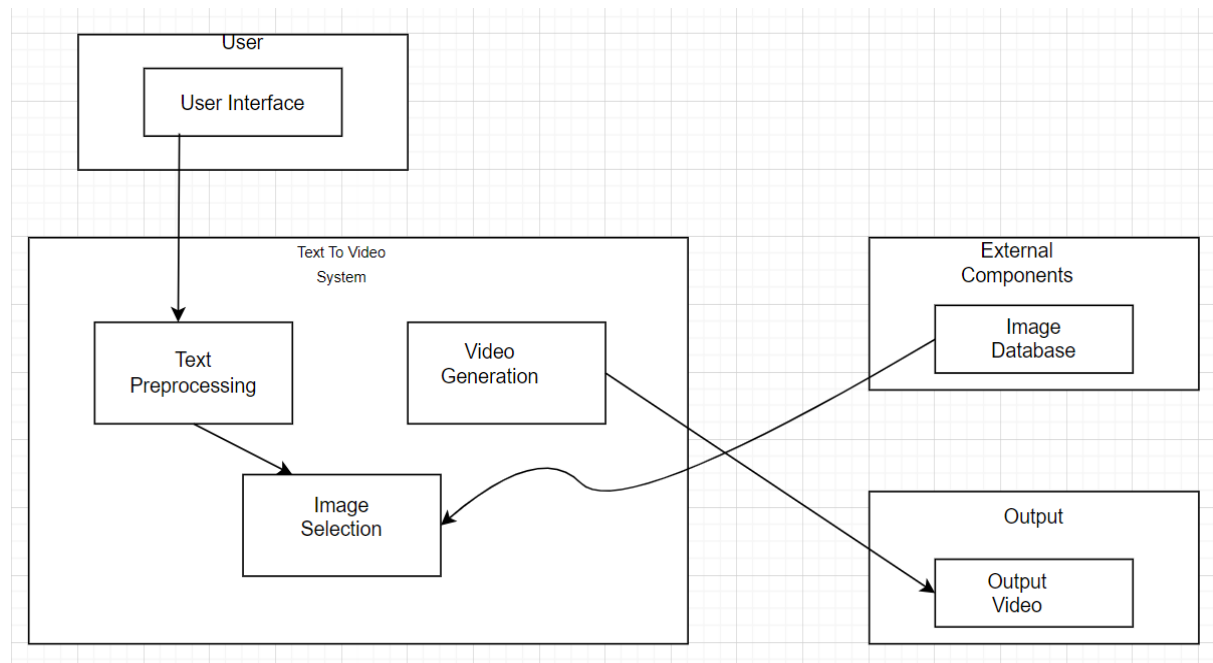 User
User Interface
Text To Video
System
External
Components
Text
Preprocessing
Video
Generation
Image
Database
Image
Selection
Output
Output
Video